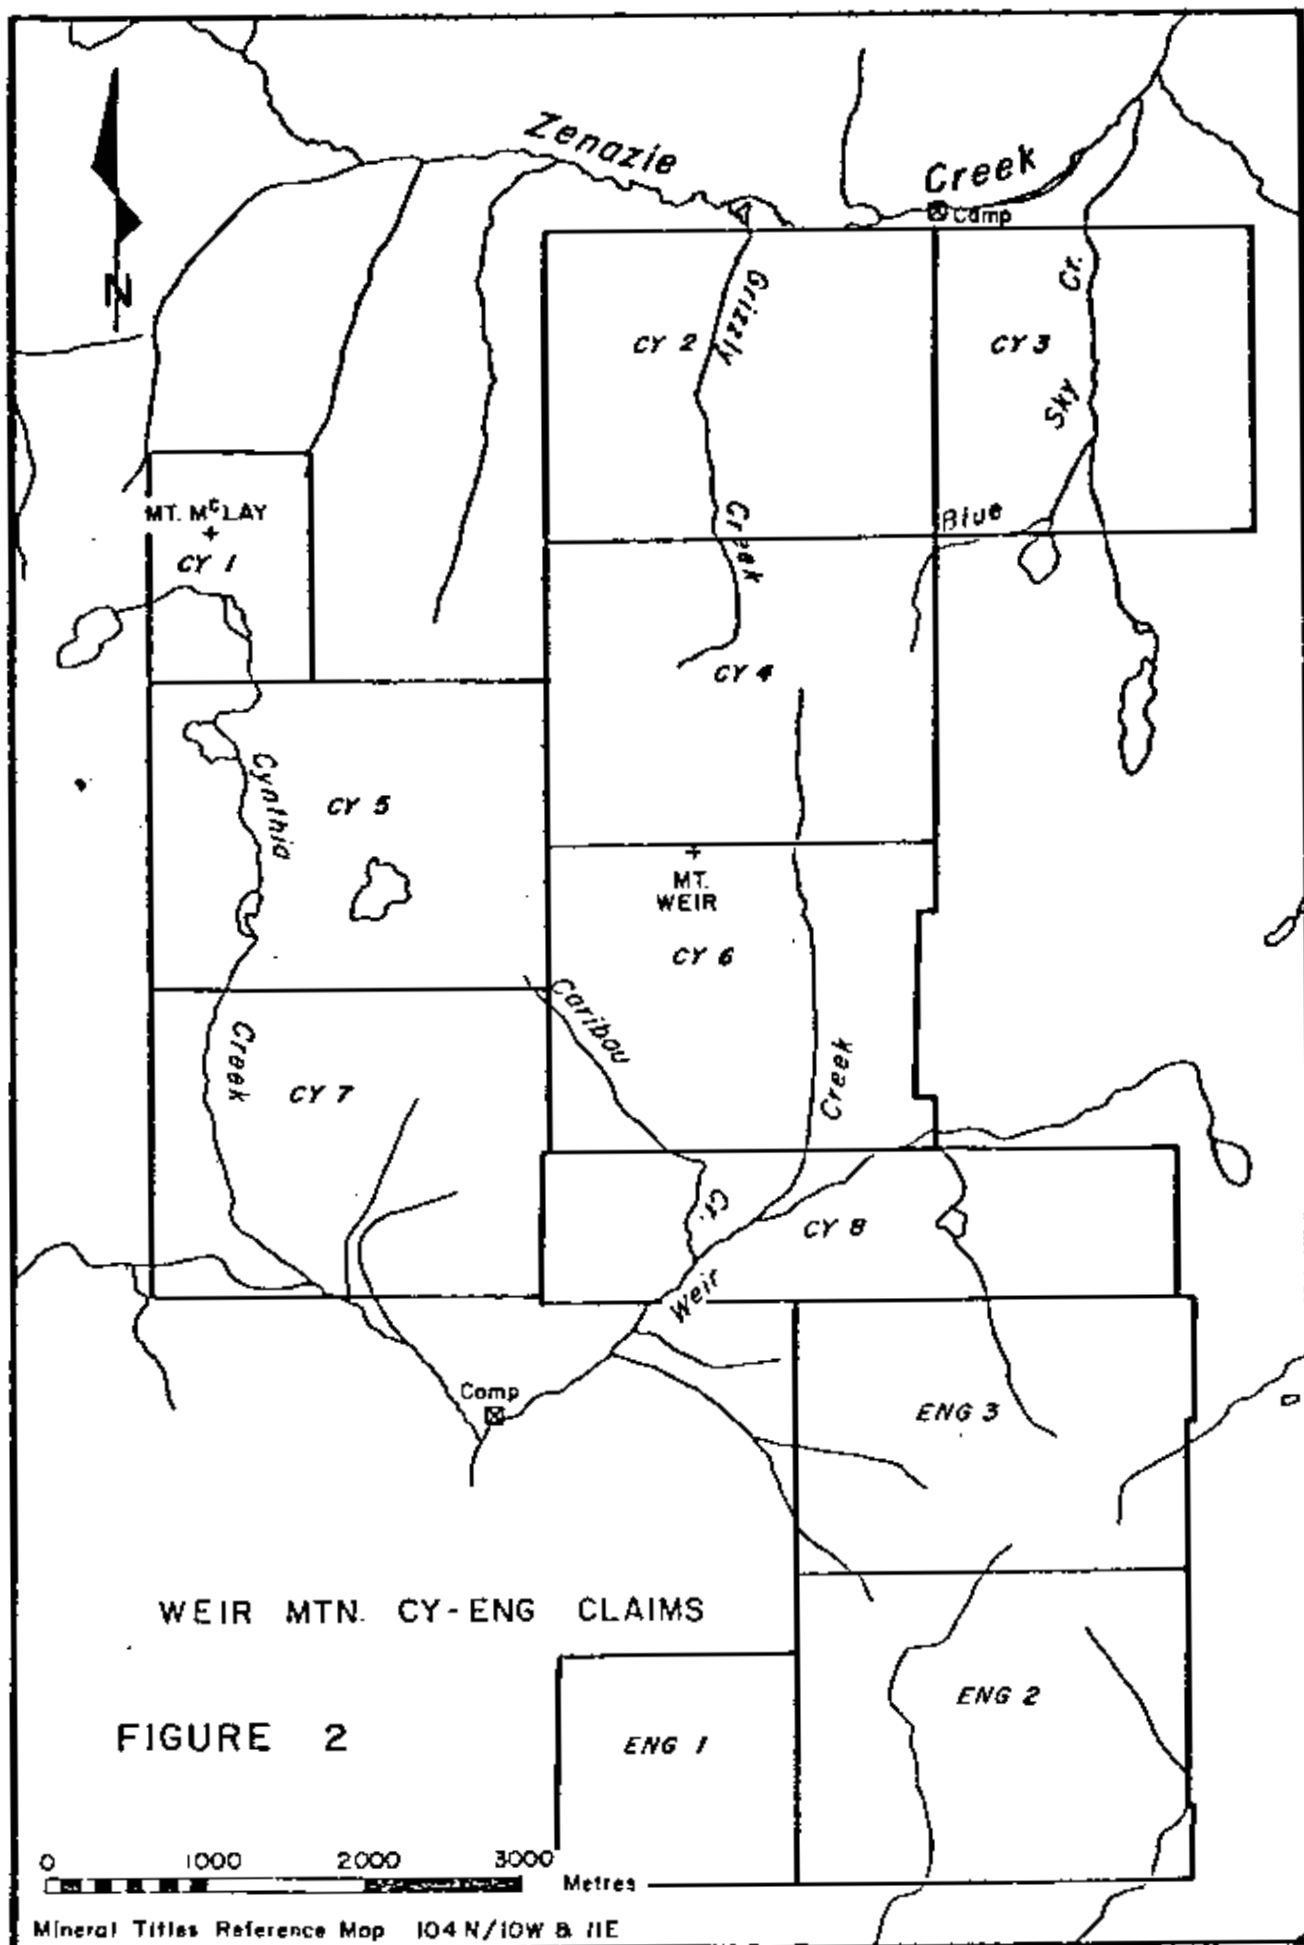 Zenazie
Creek
Camp
N
Grizzly
Creek
CY 2
CY 3
Sky
Cr.
Blue
MT. McLAY
CY 1
CY 4
Cynthia
Creek
CY 5
MT.
WEIR
CY 6
Caribou
Cr.
Creek
CY 7
CY 8
Weir
Camp
ENG 3
WEIR MTN. CY-ENG CLAIMS
ENG 2
FIGURE 2
ENG 1
0 1000 2000 3000
Metres
Mineral Titles Reference Map 104 N/10W & 11E